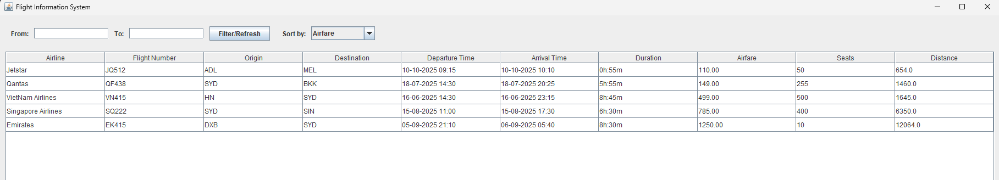 Flight Information System
From: To: Filter/Refresh Sort by: Airfare
Airline Flight Number Origin Destination Departure Time Arrival Time Duration Airfare Seats Distance
Jetstar JQ512 ADL MEL 10-10-2025 09:15 10-10-2025 10:10 0h:55m 110.00 50 654.0
Qantas QF438 SYD BKK 18-07-2025 14:30 18-07-2025 20:25 5h:55m 149.00 255 1460.0
VietNam Airlines VN415 HN SYD 16-06-2025 14:30 16-06-2025 23:15 8h:45m 499.00 500 1645.0
Singapore Airlines SQ222 SYD SIN 15-08-2025 11:00 15-08-2025 17:30 6h:30m 785.00 400 6350.0
Emirates EK415 DXB SYD 05-09-2025 21:10 06-09-2025 05:40 8h:30m 1250.00 10 12064.0